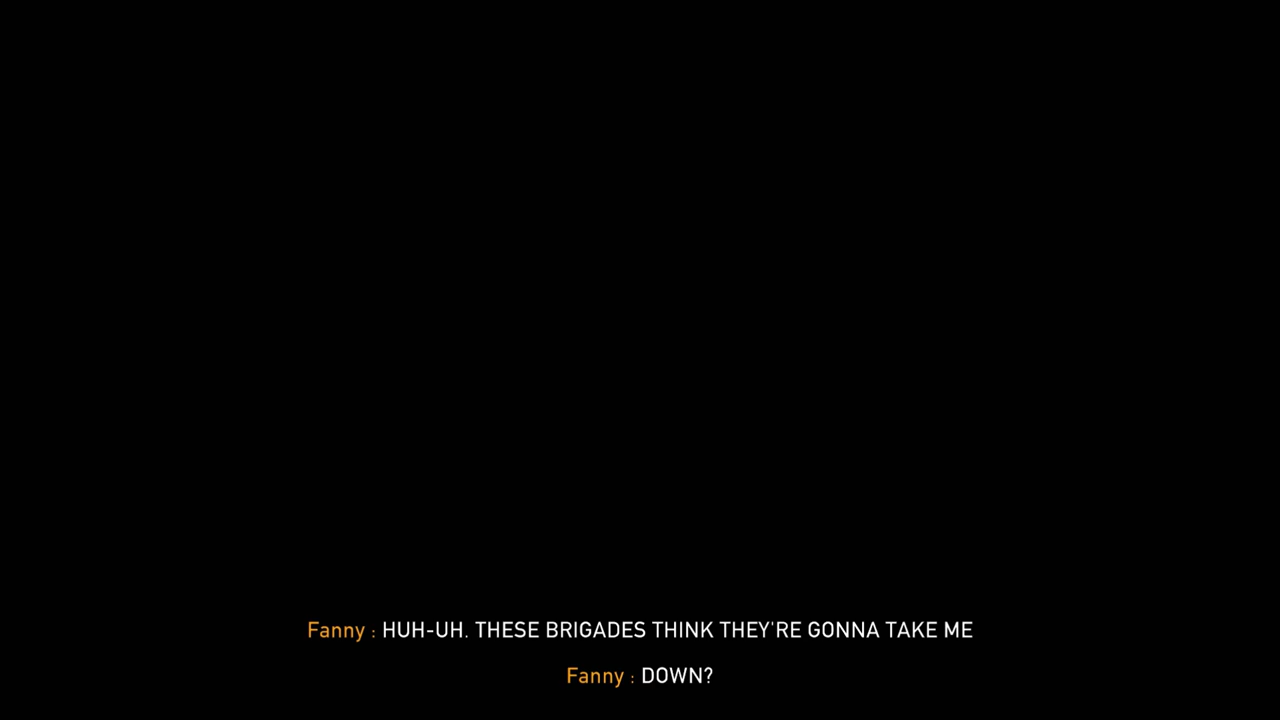 Fanny : HUH-UH. THESE BRIGADES THINK THEY'RE GONNA TAKE ME
Fanny : DOWN?